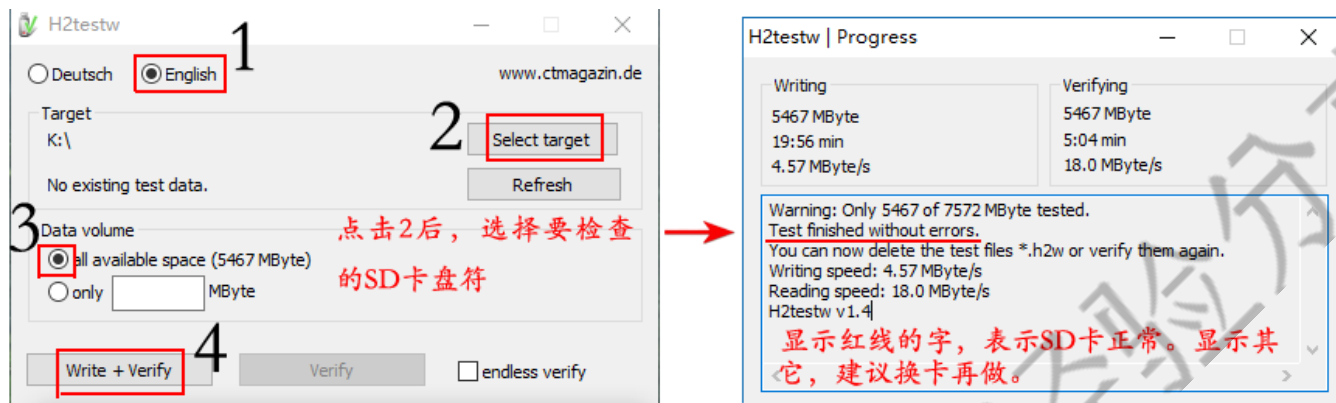 H2testw
1
Deutsch
English
www.ctmagazin.de
Target
K:\
2
Select target
No existing test data.
Refresh
3
Data volume
all available space (5467 MByte)
only
MByte
点击2后，选择要检查
的SD卡盘符
4
Write + Verify
Verify
endless verify
H2testw | Progress
Writing
5467 MByte
19:56 min
4.57 MByte/s
Verifying
5467 MByte
5:04 min
18.0 MByte/s
Warning: Only 5467 of 7572 MByte tested.
Test finished without errors.
You can now delete the test files *.h2w or verify them again.
Writing speed: 4.57 MByte/s
Reading speed: 18.0 MByte/s
H2testw v1.4
显示红线的字，表示SD卡正常。显示其
它，建议换卡再做。
验分